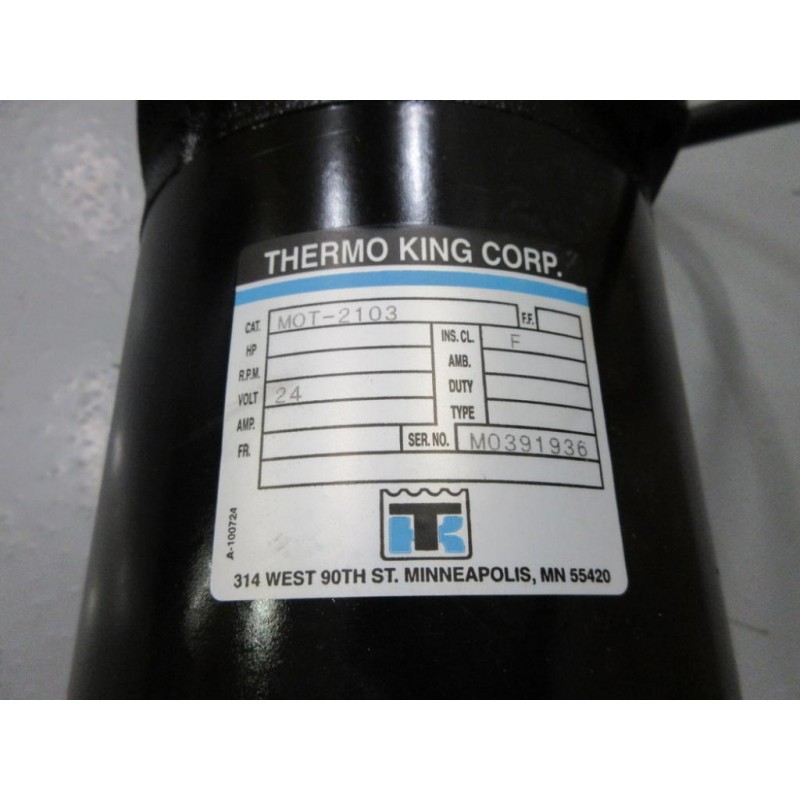 THERMO KING CORP.
CAT. MOT-2103 F.F.
HP INS. CL. F
R.P.M. AMB.
VOLT 24 DUTY
AMP. TYPE
FR. SER. NO. M0391936
A-100724
TK
314 WEST 90TH ST. MINNEAPOLIS, MN 55420